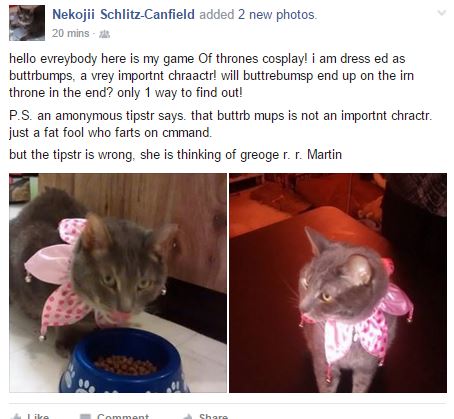 Nekojii Schlitz-Canfield added 2 new photos.
20 mins ·
hello evreybody here is my game Of thrones cosplay! i am dress ed as
buttrbumps, a vrey importnt chraactr! will buttrebumsp end up on the irn
throne in the end? only 1 way to find out!
P.S. an anonymous tipstr says. that buttrb mups is not an importnt chractr.
just a fat fool who farts on cmmand.
but the tipstr is wrong, she is thinking of greoge r. r. Martin
Like Comment Share